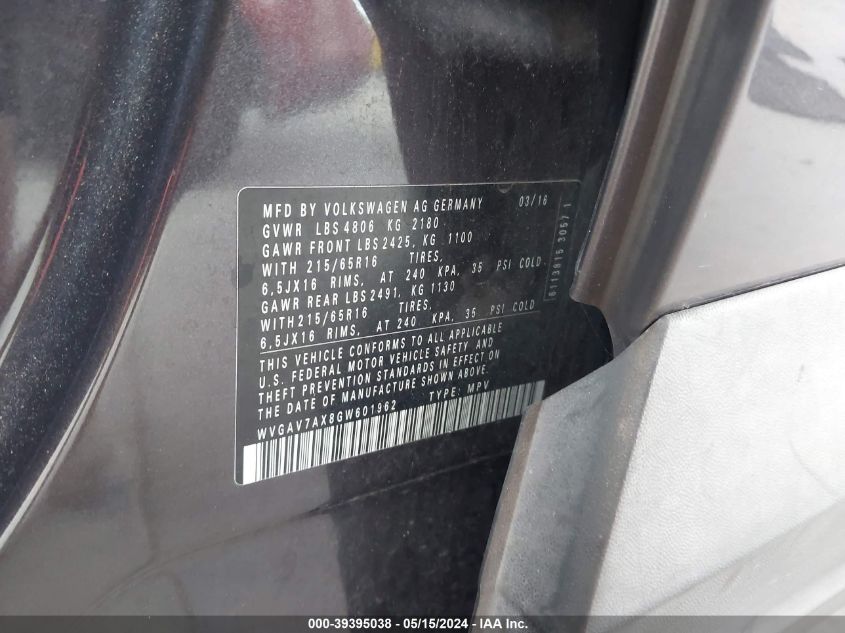 MFD BY VOLKSWAGEN AG GERMANY 03/16
GVWR LBS 4806 KG 2180
GAWR FRONT LBS 2425, KG 1100
WITH 215/65R16 TIRES,
6,5JX16 RIMS, AT 240 KPA, 35 PSI COLD
GAWR REAR LBS 2491, KG 1130
WITH 215/65R16 TIRES,
6,5JX16 RIMS, AT 240 KPA, 35 PSI COLD
THIS VEHICLE CONFORMS TO ALL APPLICABLE
U.S. FEDERAL MOTOR VEHICLE SAFETY AND
THEFT PREVENTION STANDARDS IN EFFECT ON
THE DATE OF MANUFACTURE SHOWN ABOVE.
WVGAV7AX8GW601962 TYPE: MPV
6113915 3057 1
000-39395038 - 05/15/2024 - IAA Inc.